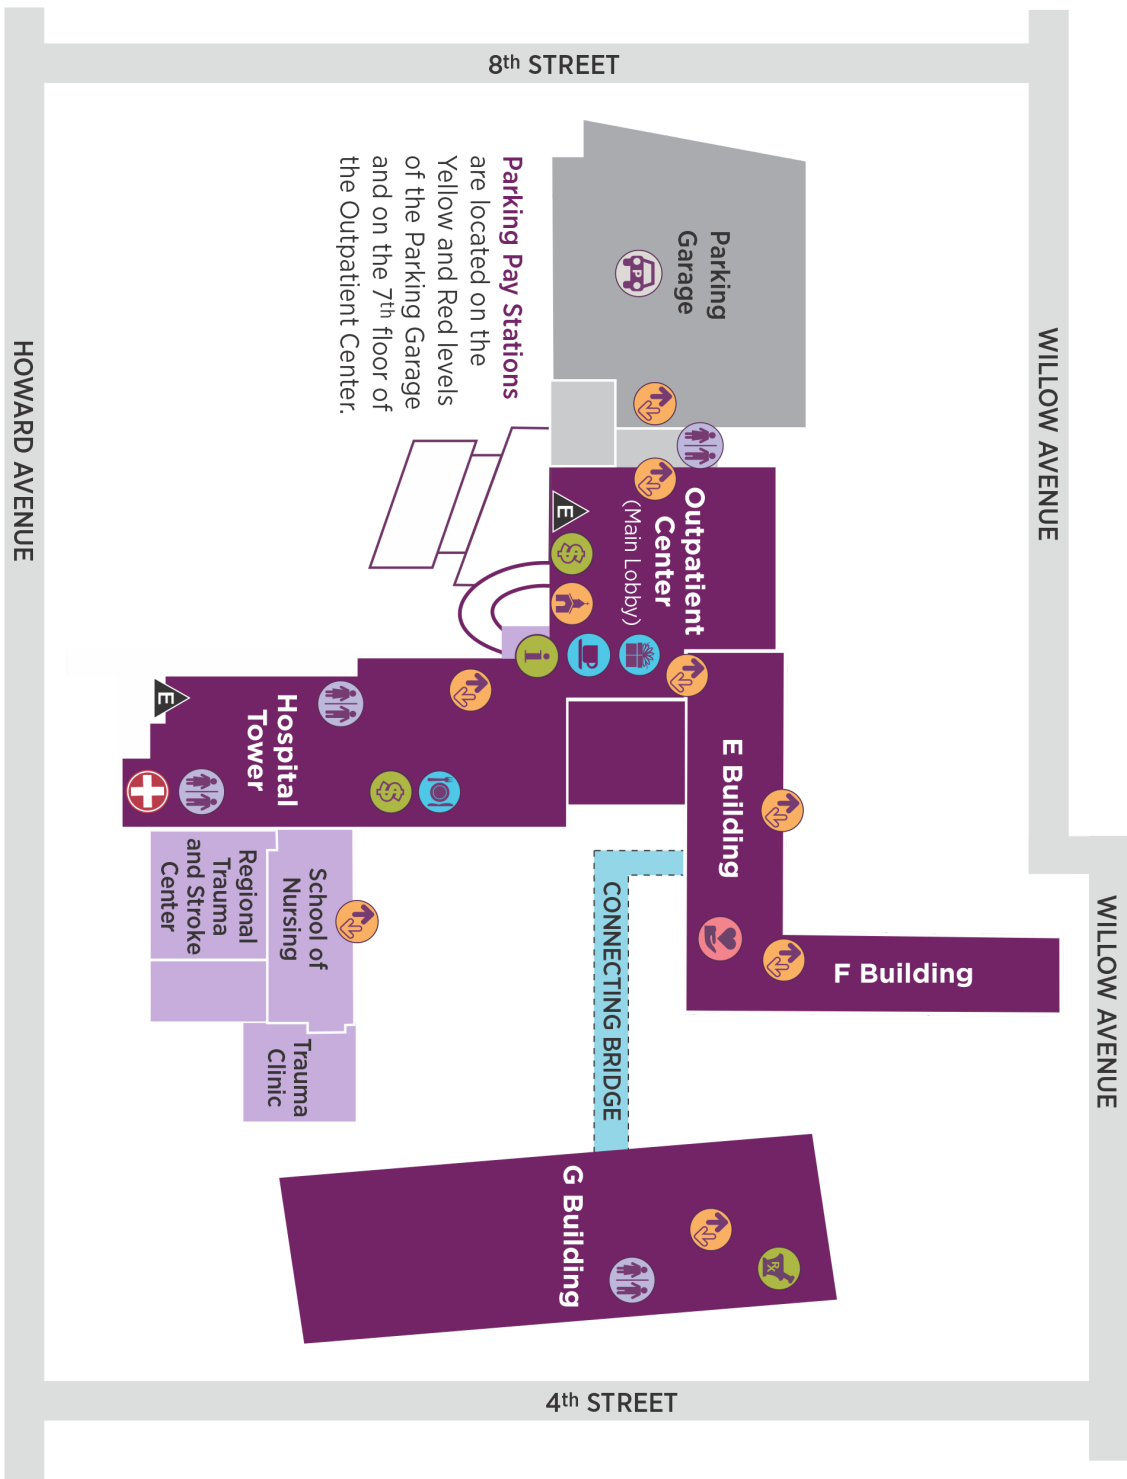 8th STREET
HOWARD AVENUE
WILLOW AVENUE
Parking
Garage
P
Parking Pay Stations
are located on the
Yellow and Red levels
of the Parking Garage
and on the 7th floor of
the Outpatient Center.
Outpatient
Center
(Main Lobby)
E
$
i
Hospital
Tower
E
$
E Building
F Building
WILLOW AVENUE
CONNECTING BRIDGE
Regional
Trauma
and Stroke
Center
School of
Nursing
Trauma
Clinic
G Building
Rx
4th STREET